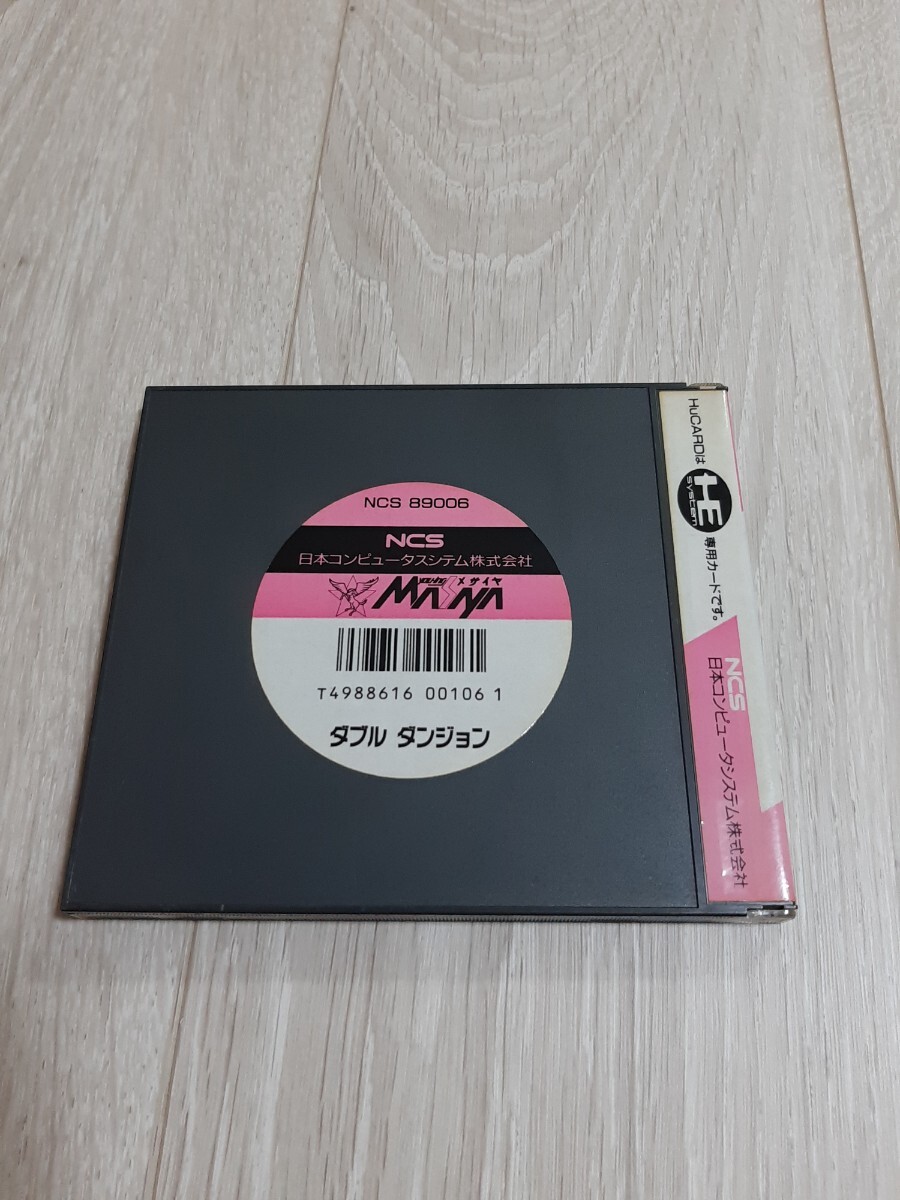 NCS 89006
NCS
日本コンピュータスシテム株式会社
メサイヤ
MASAYA
T4988616 00106 1
ダブル ダンジョン
HuCARDは HE system 専用カードです。
NCS
日本コンピュータシステム株式会社